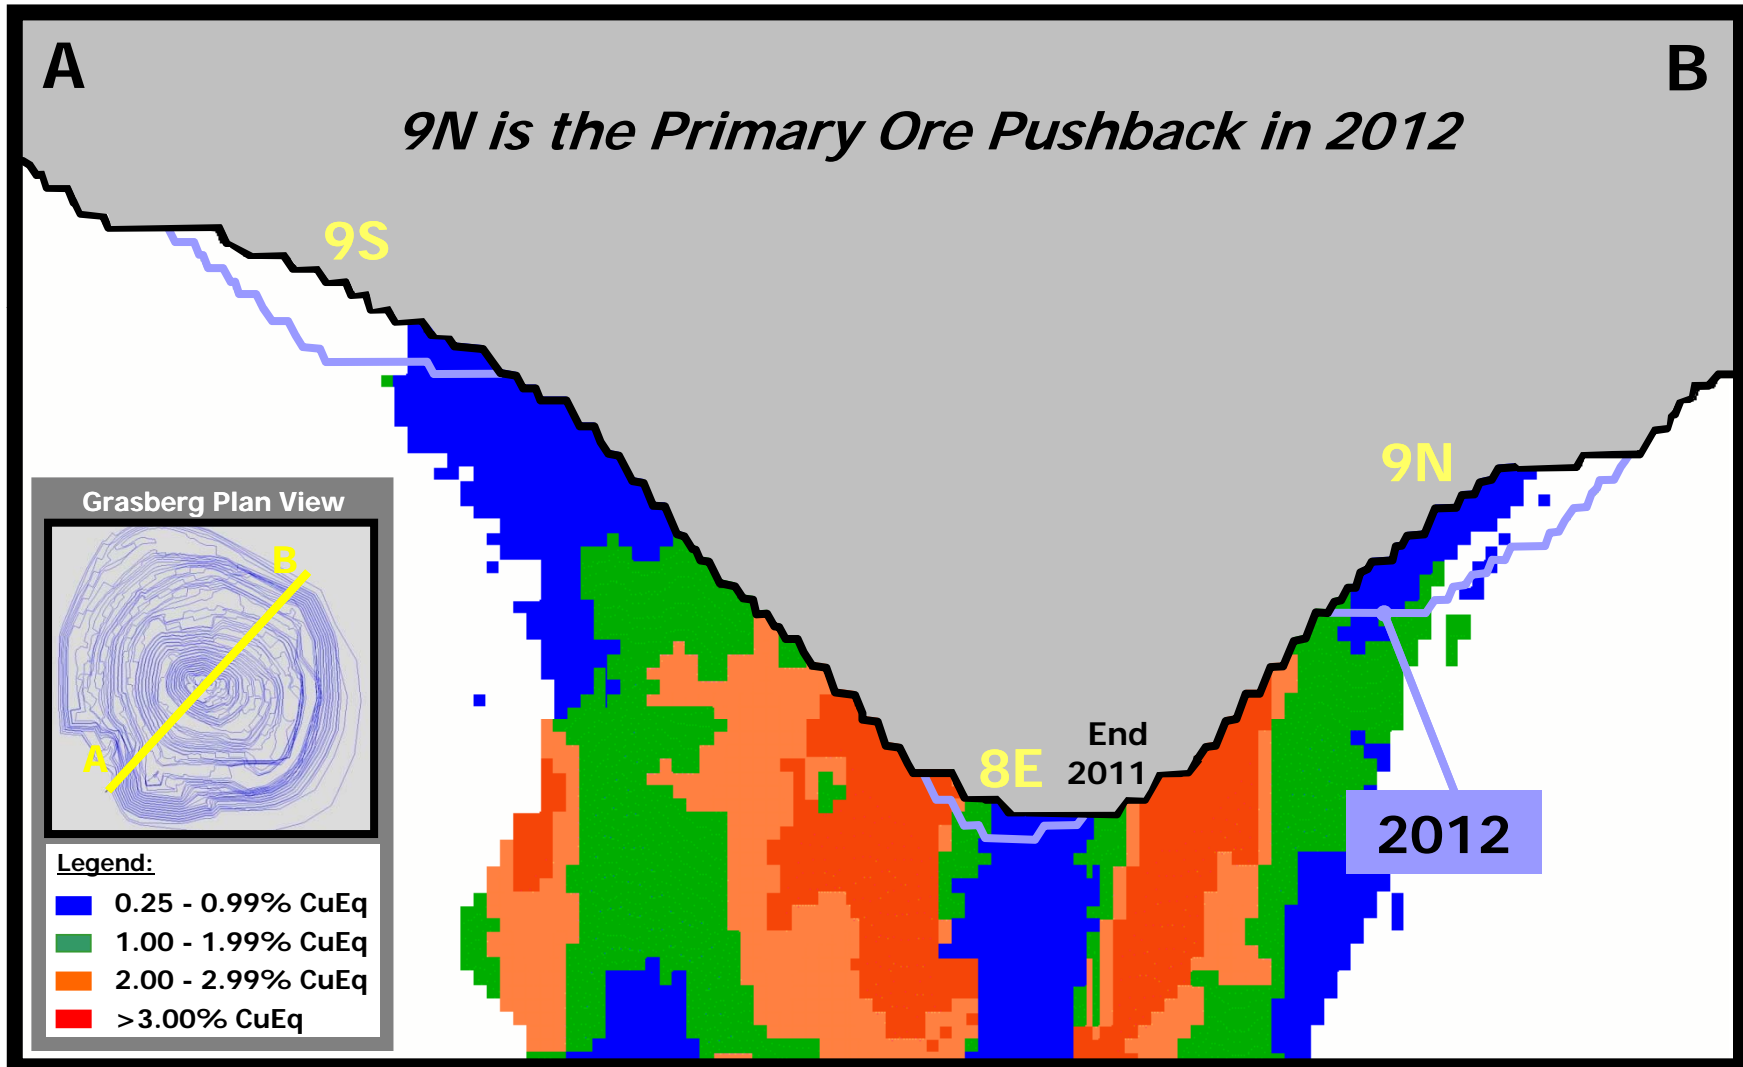 A
B
9N is the Primary Ore Pushback in 2012
9S
9N
8E
End
2011
2012
Grasberg Plan View
B
A
Legend:
0.25 - 0.99% CuEq
1.00 - 1.99% CuEq
2.00 - 2.99% CuEq
>3.00% CuEq